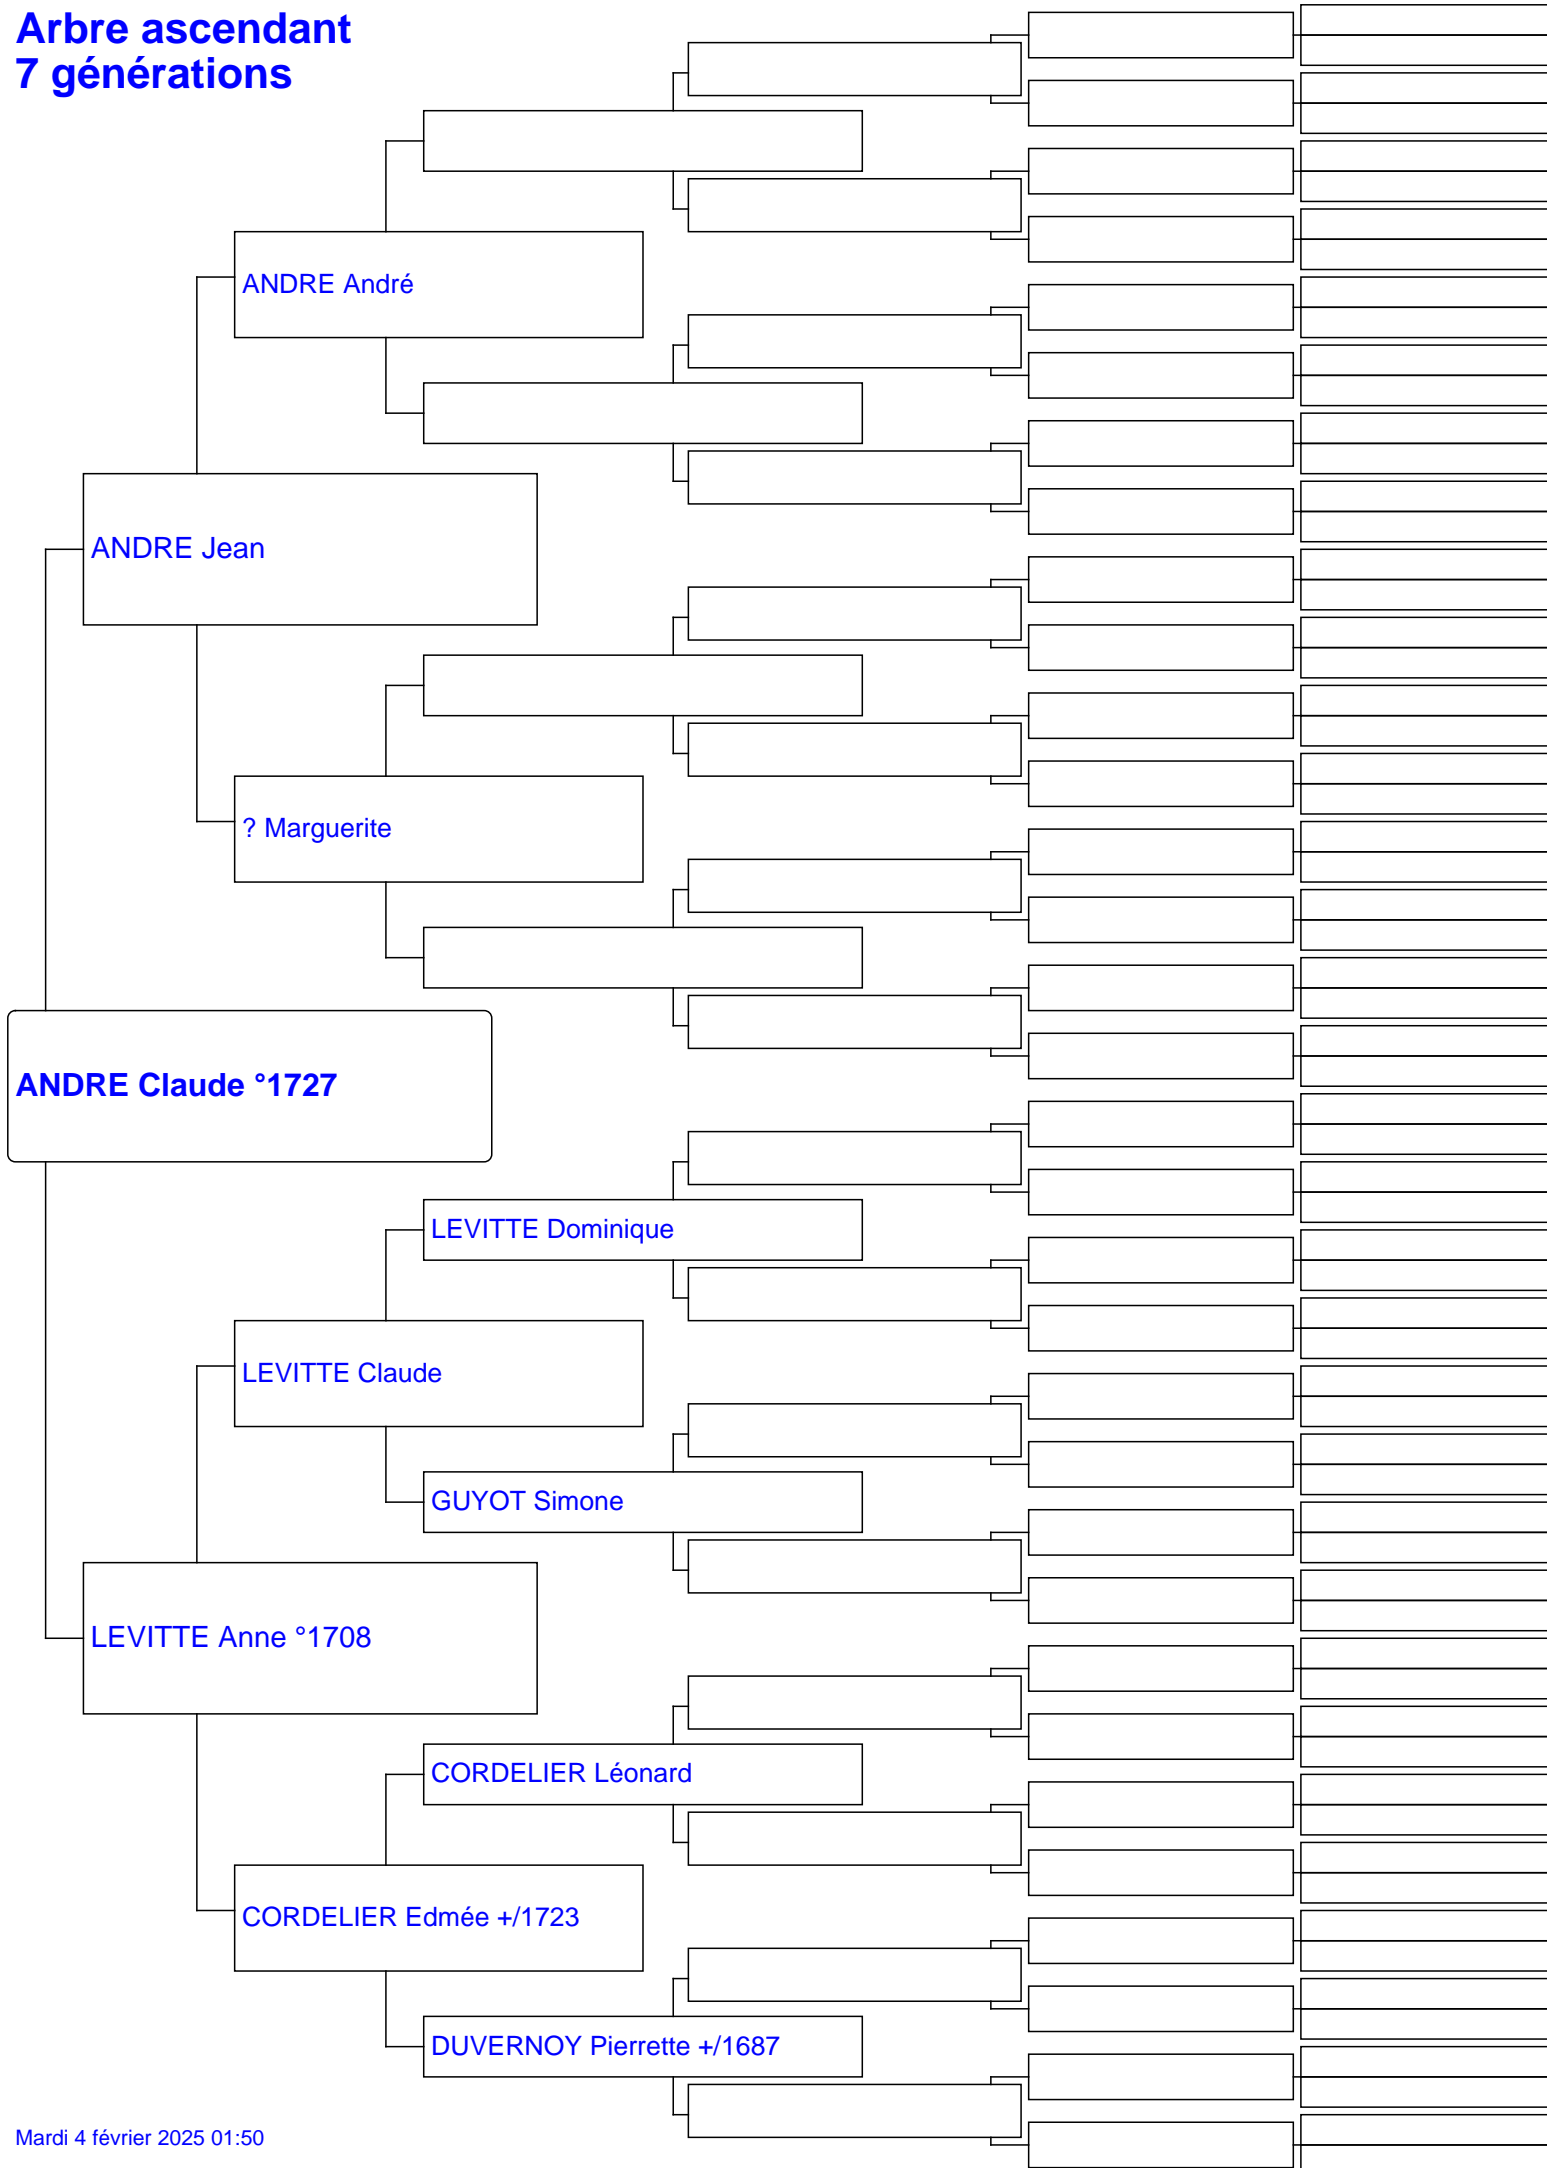 Arbre ascendant
7 générations
ANDRE André
ANDRE Jean
? Marguerite
ANDRE Claude °1727
LEVITTE Dominique
LEVITTE Claude
GUYOT Simone
LEVITTE Anne °1708
CORDELIER Léonard
CORDELIER Edmée +/1723
DUVERNOY Pierrette +/1687
Mardi 4 février 2025 01:50